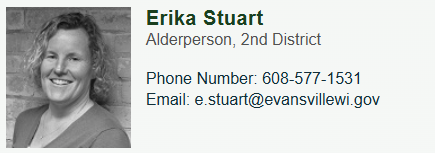 Erika Stuart
Alderperson, 2nd District
Phone Number: 608-577-1531
Email: e.stuart@evansvillewi.gov